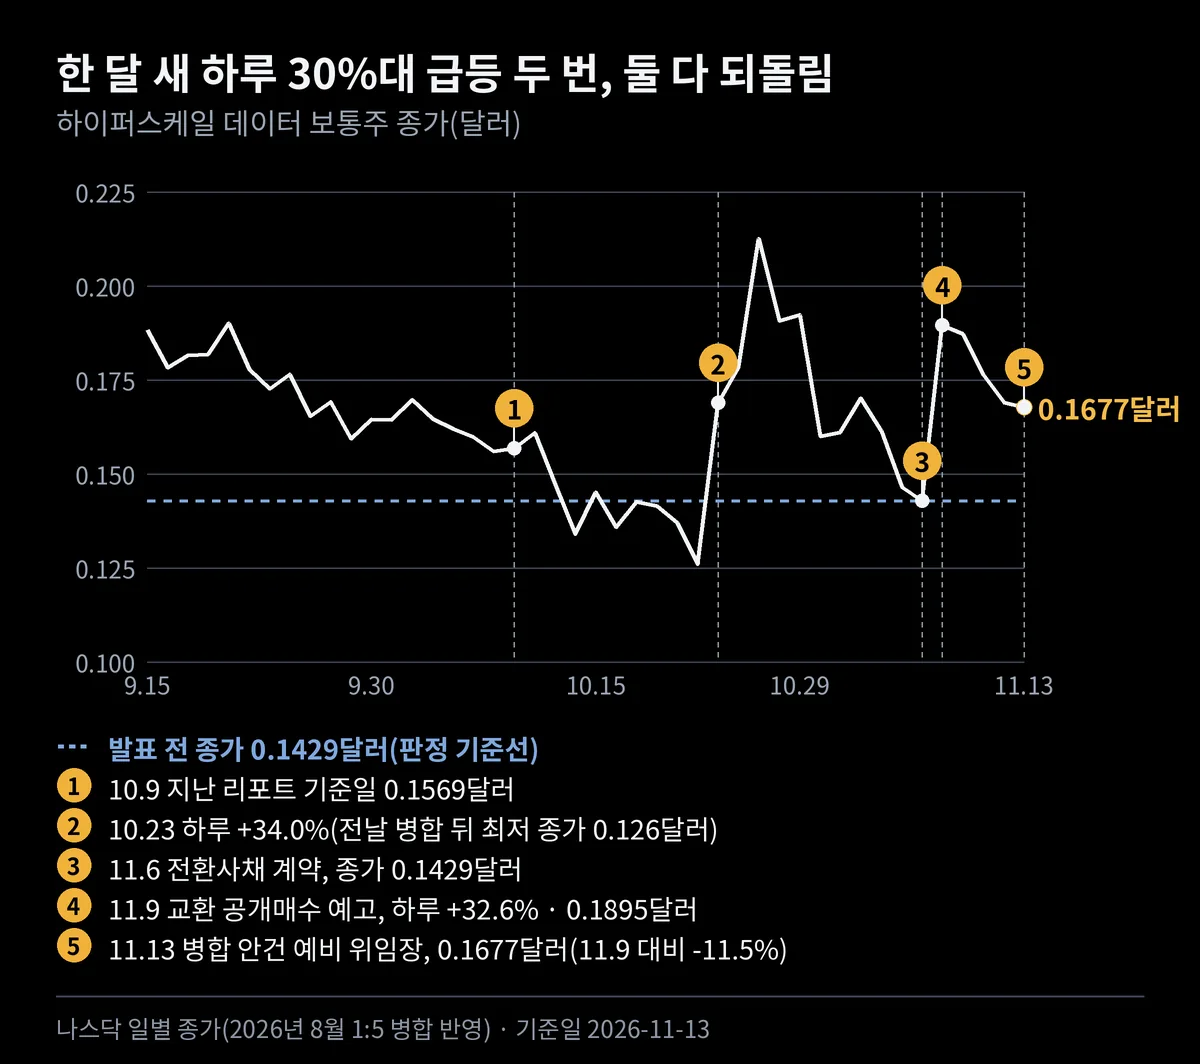 한 달 새 하루 30%대 급등 두 번, 둘 다 되돌림
하이퍼스케일 데이터 보통주 종가(달러)
0.225
0.200
0.175
0.150
0.125
0.100
1
2
3
4
5
0.1677달러
9.15
9.30
10.15
10.29
11.13
발표 전 종가 0.1429달러(판정 기준선)
1 10.9 지난 리포트 기준일 0.1569달러
2 10.23 하루 +34.0%(전날 병합 뒤 최저 종가 0.126달러)
3 11.6 전환사채 계약, 종가 0.1429달러
4 11.9 교환 공개매수 예고, 하루 +32.6% · 0.1895달러
5 11.13 병합 안건 예비 위임장, 0.1677달러(11.9 대비 -11.5%)
나스닥 일별 종가(2026년 8월 1:5 병합 반영) · 기준일 2026-11-13